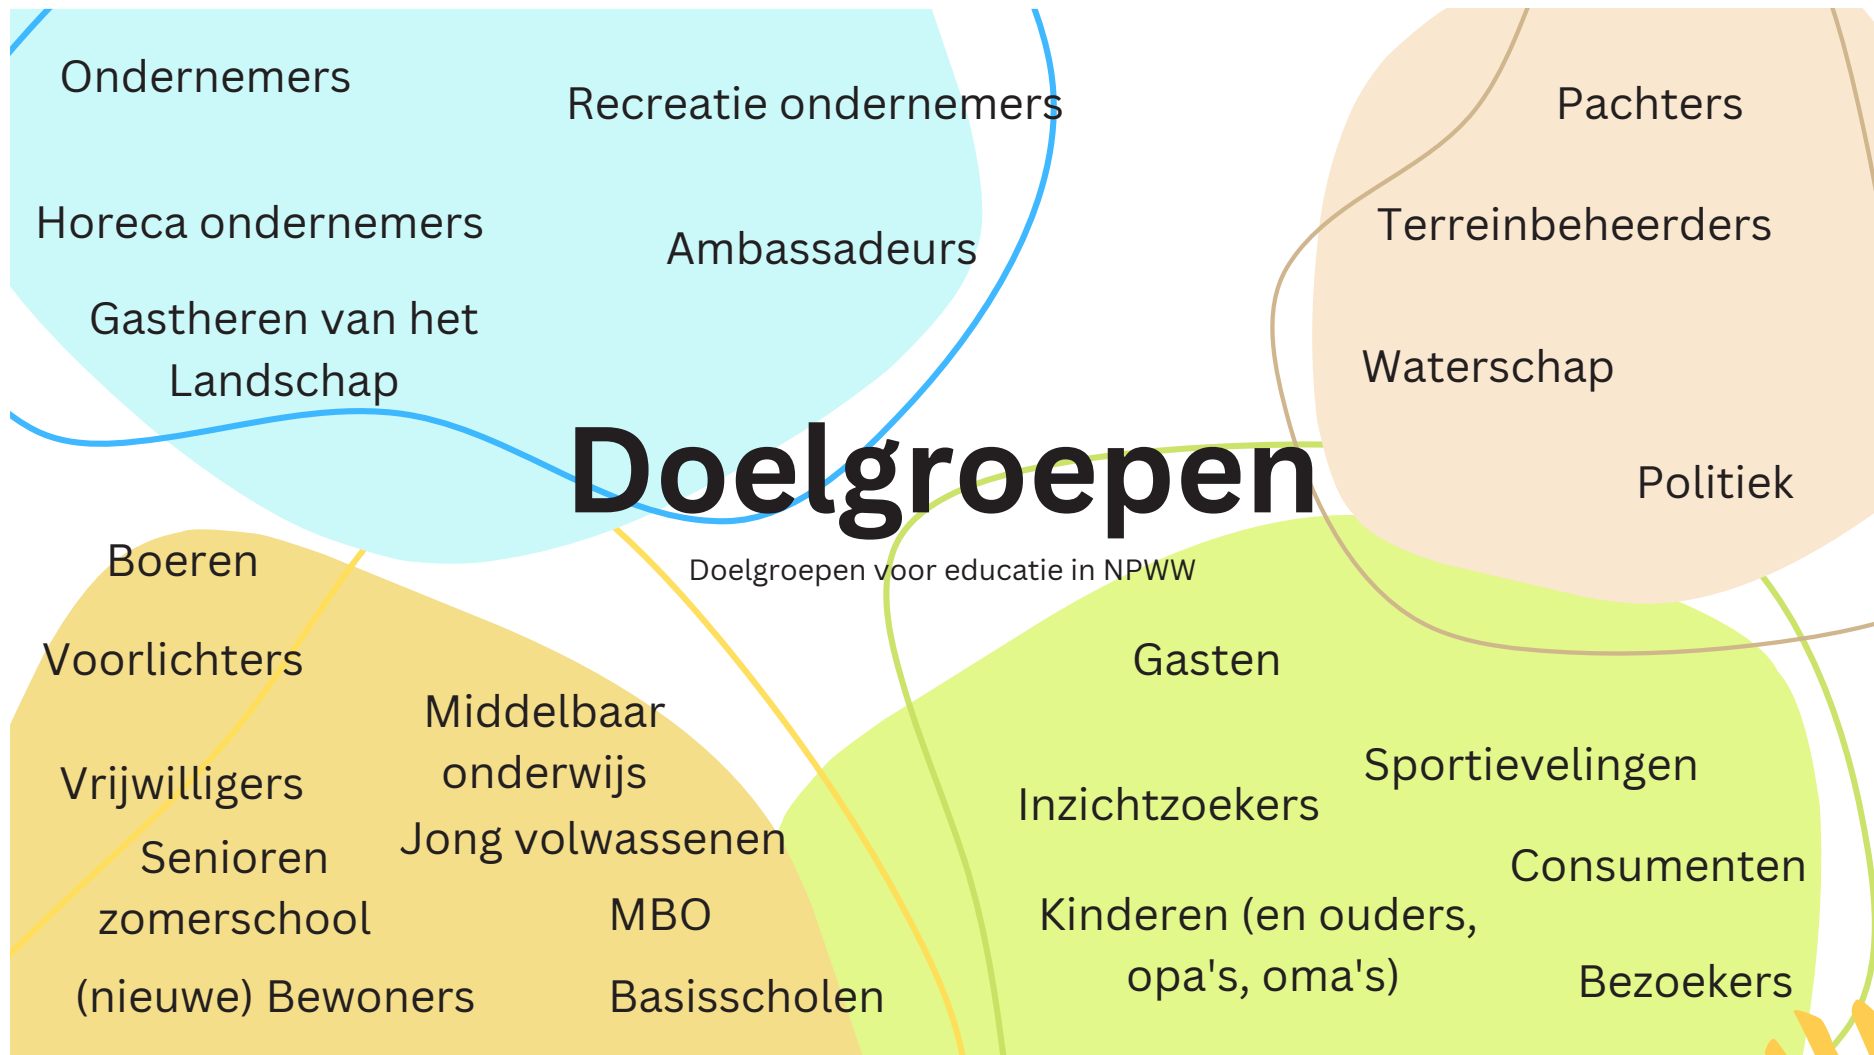 Ondernemers
Recreatie ondernemers
Horeca ondernemers
Ambassadeurs
Gastheren van het
Landschap
Pachters
Terreinbeheerders
Waterschap
Politiek
Doelgroepen
Doelgroepen voor educatie in NPWW
Boeren
Voorlichters
Vrijwilligers
Senioren
zomerschool
(nieuwe) Bewoners
Middelbaar
onderwijs
Jong volwassenen
MBO
Basisscholen
Gasten
Sportievelingen
Inzichtzoekers
Consumenten
Kinderen (en ouders,
opa's, oma's)
Bezoekers